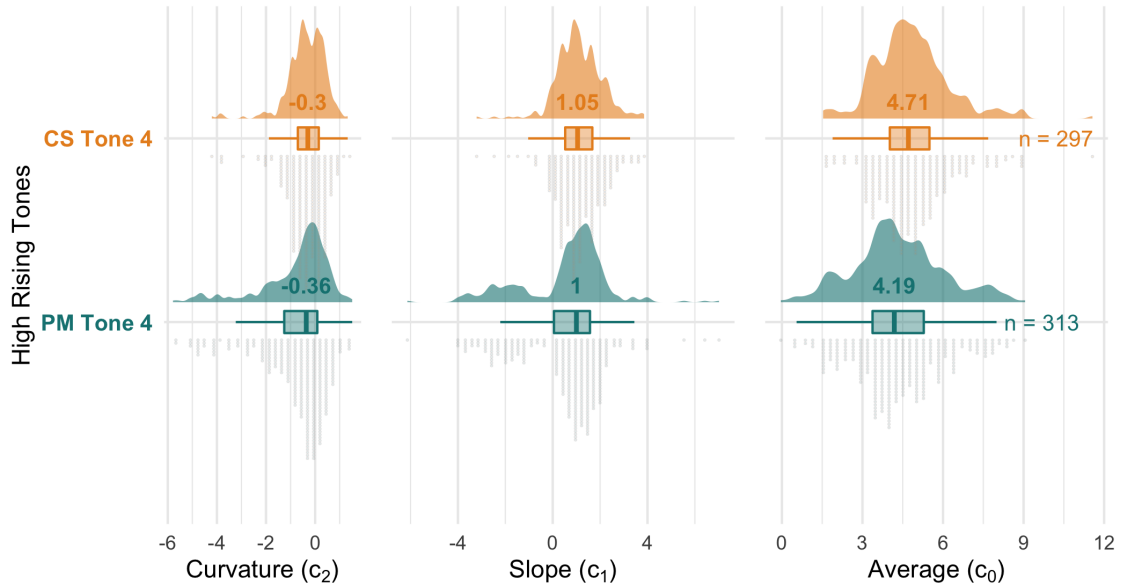 High Rising Tones
-0.3
1.05
4.71
CS Tone 4
n = 297
-0.36
1
4.19
PM Tone 4
n = 313
-6 -2 0 -4 0 4 0 3 6 9 12
Curvature (c₂) Slope (c₁) Average (c₀)